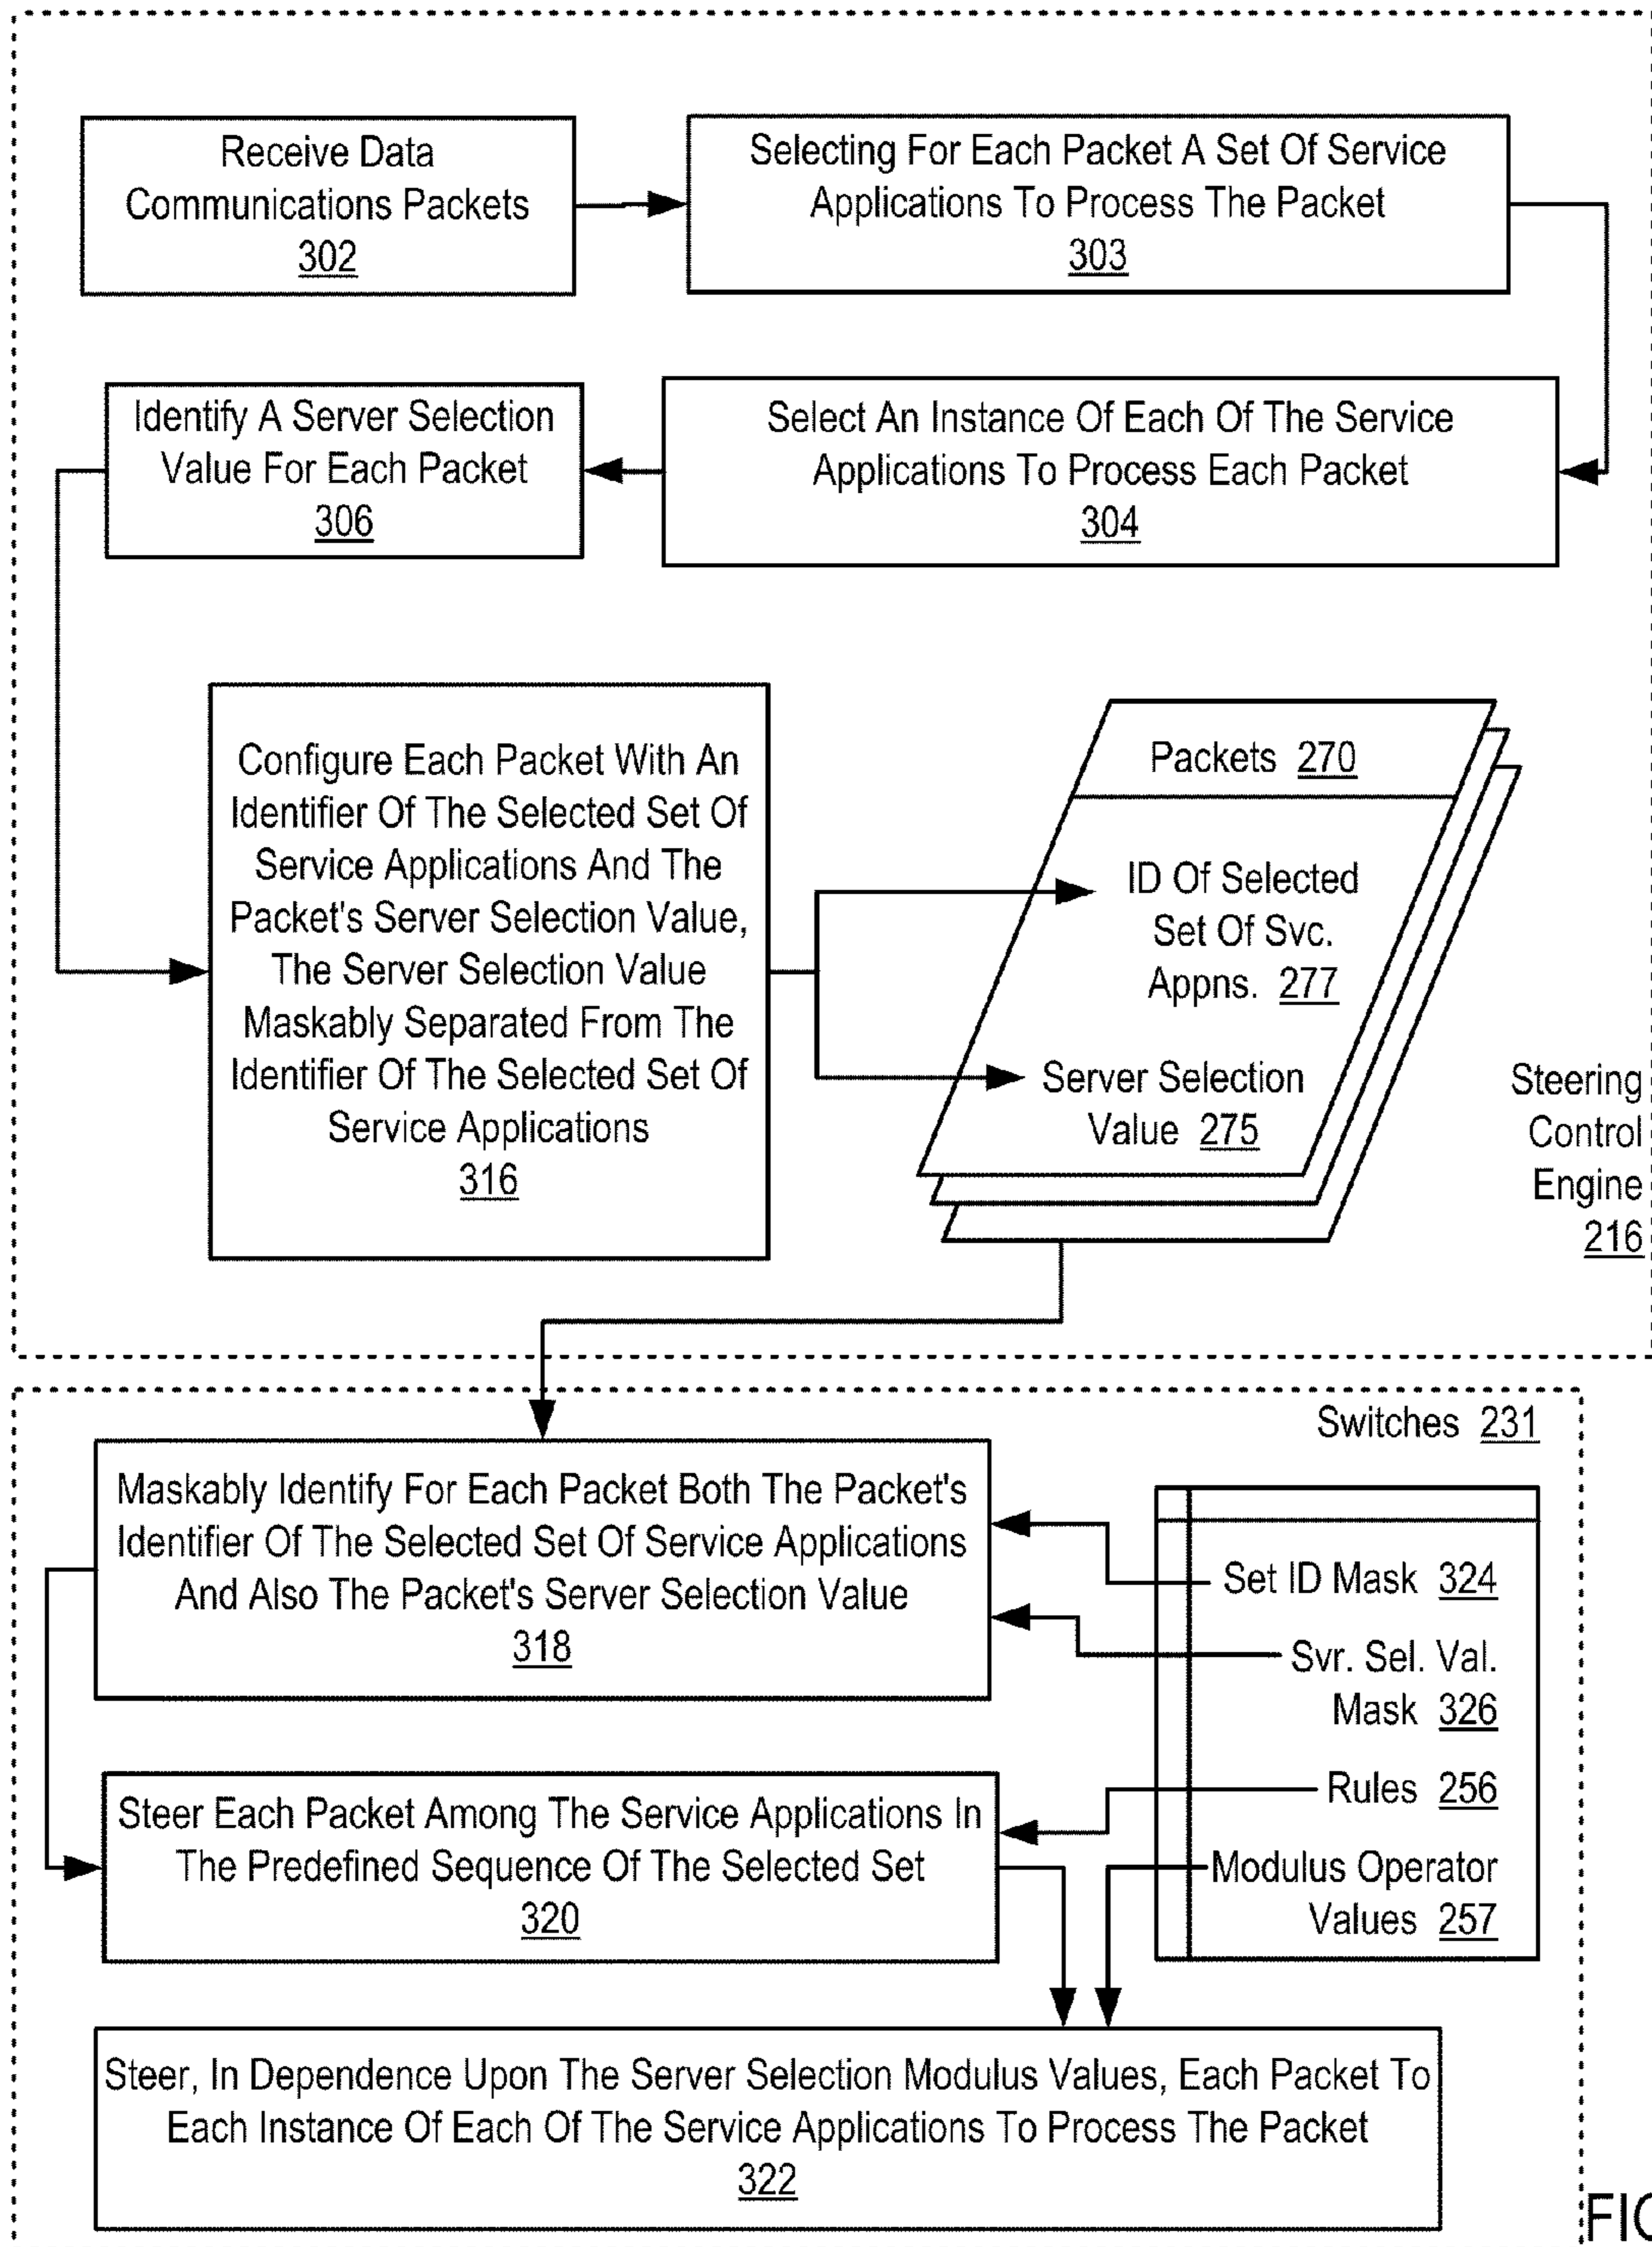 Receive Data
Communications Packets
302
Selecting For Each Packet A Set Of Service
Applications To Process The Packet
303
Identify A Server Selection
Value For Each Packet
306
Select An Instance Of Each Of The Service
Applications To Process Each Packet
304
Configure Each Packet With An
Identifier Of The Selected Set Of
Service Applications And The
Packet's Server Selection Value,
The Server Selection Value
Maskably Separated From The
Identifier Of The Selected Set Of
Service Applications
316
Packets 270
ID Of Selected
Set Of Svc.
Appns. 277
Server Selection
Value 275
Steering
Control
Engine
216
Switches 231
Maskably Identify For Each Packet Both The Packet's
Identifier Of The Selected Set Of Service Applications
And Also The Packet's Server Selection Value
318
Set ID Mask 324
Svr. Sel. Val.
Mask 326
Rules 256
Modulus Operator
Values 257
Steer Each Packet Among The Service Applications In
The Predefined Sequence Of The Selected Set
320
Steer, In Dependence Upon The Server Selection Modulus Values, Each Packet To
Each Instance Of Each Of The Service Applications To Process The Packet
322